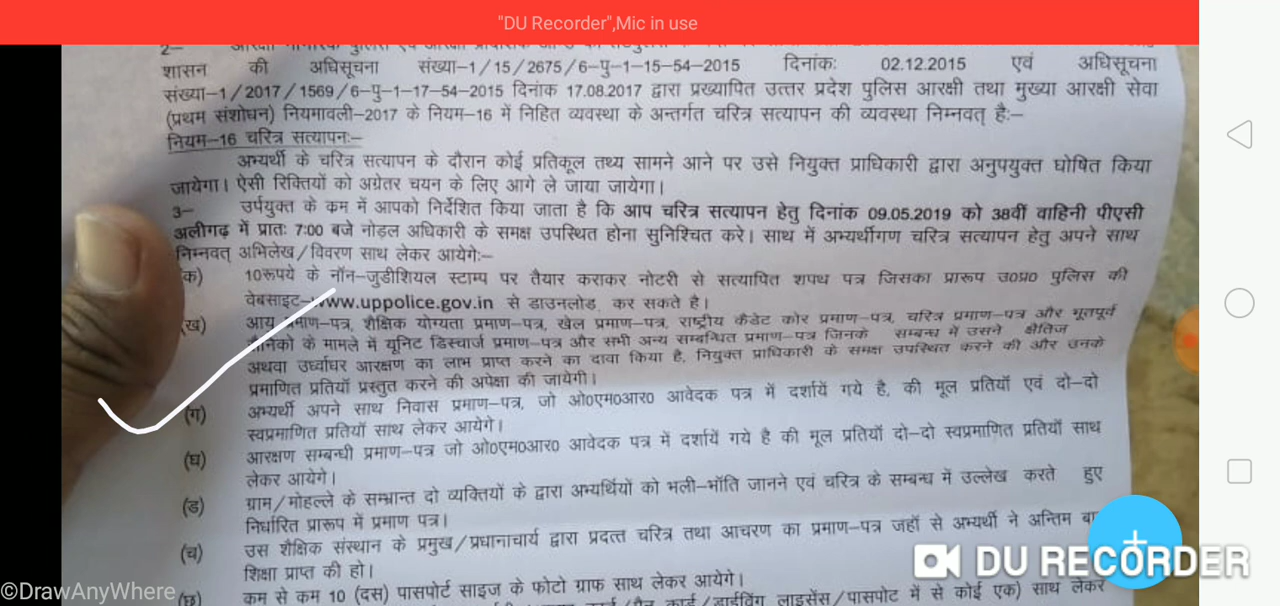 "DU Recorder",Mic in use
2–
शासन की अधिसूचना संख्या–1/15/2675/6–पु–1–15–54–2015 दिनांकः 02.12.2015 एवं अधिसूचना
संख्या–1/2017/1569/6–पु–1–17–54–2015 दिनांक 17.08.2017 द्वारा प्रख्यापित उत्तर प्रदेश पुलिस आरक्षी तथा मुख्या आरक्षी सेवा
(प्रथम संशोधन) नियमावली–2017 के नियम–16 में निहित व्यवस्था के अन्तर्गत चरित्र सत्यापन की व्यवस्था निम्नवत् है:–
नियम–16 चरित्र सत्यापनः–
अभ्यर्थी के चरित्र सत्यापन के दौरान कोई प्रतिकूल तथ्य सामने आने पर उसे नियुक्त प्राधिकारी द्वारा अनुपयुक्त घोषित किया
जायेगा। ऐसी रिक्तियों को अग्रेतर चयन के लिए आगे ले जाया जायेगा।
3– उर्पयुक्त के कम में आपको निर्देशित किया जाता है कि आप चरित्र सत्यापन हेतु दिनांक 09.05.2019 को 38वीं वाहिनी पीएसी
अलीगढ़ में प्रातः 7:00 बजे नोड़ल अधिकारी के समक्ष उपस्थित होना सुनिश्चित करे। साथ में अभ्यर्थीगण चरित्र सत्यापन हेतु अपने साथ
निम्नवत् अभिलेख/विवरण साथ लेकर आयेगे:–
क) 10रूपये के नॉन–जुडीशियल स्टाम्प पर तैयार कराकर नोटरी से सत्यापित शपथ पत्र जिसका प्रारूप उ0प्र0 पुलिस की
वेबसाइट–www.uppolice.gov.in से डाउनलोड कर सकते है।
(ख) आय प्रमाण–पत्र, शैक्षिक योग्यता प्रमाण–पत्र, खेल प्रमाण–पत्र, राष्ट्रीय कैडेट कोर प्रमाण–पत्र, चरित्र प्रमाण–पत्र और भूतपूर्व
सैनिको के मामले में यूनिट डिस्चार्ज प्रमाण–पत्र और सभी अन्य सम्बन्धित प्रमाण–पत्र जिनके सम्बन्ध में उसने क्षैतिज
अथवा उर्ध्वाधर आरक्षण का लाभ प्राप्त करने का दावा किया है, नियुक्त प्राधिकारी के समक्ष उपस्थित करने की और उनके
प्रमाणित प्रतियॉ प्रस्तुत करने की अपेक्षा की जायेगी।
(ग) अभ्यर्थी अपने साथ निवास प्रमाण–पत्र, जो ओ0एम0आर0 आवेदक पत्र में दर्शायें गये है, की मूल प्रतियॉ एवं दो–दो
स्वप्रमाणित प्रतियॉ साथ लेकर आयेगे।
(घ) आरक्षण सम्बन्धी प्रमाण–पत्र जो ओ0एम0आर0 आवेदक पत्र में दर्शायें गये है की मूल प्रतियॉ दो–दो स्वप्रमाणित प्रतियॉ साथ
लेकर आयेगे।
(ड) ग्राम/मोहल्ले के सम्भ्रान्त दो व्यक्तियों के द्वारा अभ्यर्थियों को भली–भॉति जानने एवं चरित्र के सम्बन्ध में उल्लेख करते हुए
निर्धारित प्रारूप में प्रमाण पत्र।
(च) उस शैक्षिक संस्थान के प्रमुख/प्रधानाचार्य द्वारा प्रदत्त चरित्र तथा आचरण का प्रमाण–पत्र जहॉ से अभ्यर्थी ने अन्तिम
शिक्षा प्राप्त की हो।
(छ) कम से कम 10 (दस) पासपोर्ट साइज के फोटो ग्राफ साथ लेकर आयेगे।
कार्ड/ड्राईविंग लाइसेंस/पासपोट में से कोई एक) साथ लेकर
DU RECORDER
©DrawAnyWhere